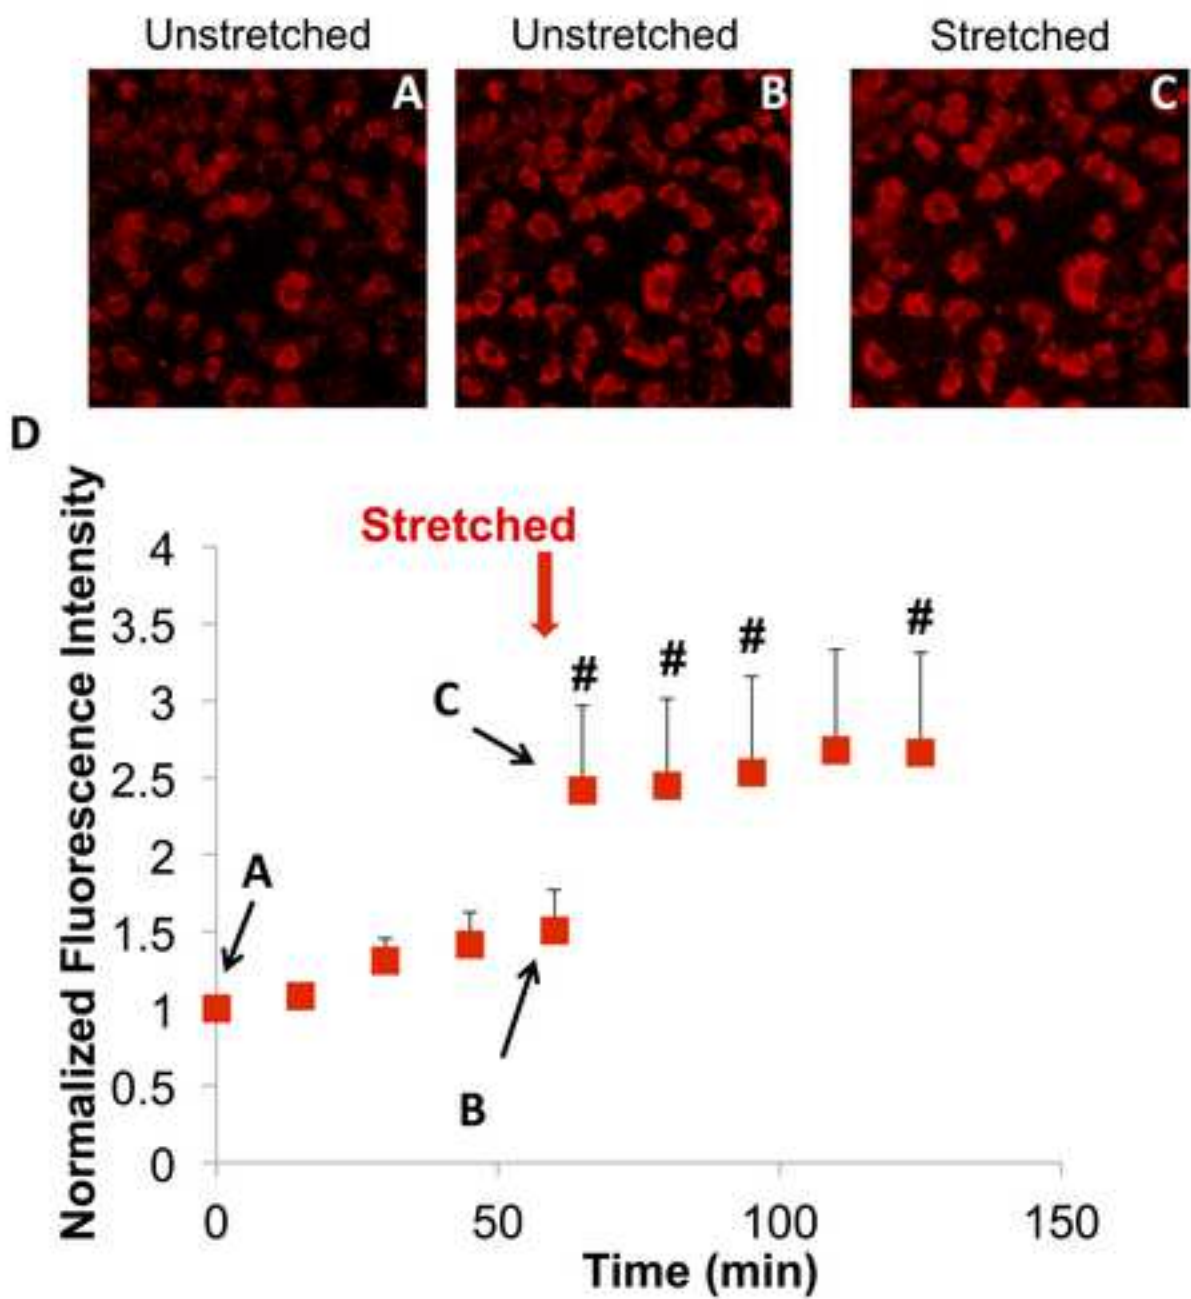 Unstretched Unstretched Stretched
A B C
D
Normalized Fluorescence Intensity
Stretched
4
3.5
3
2.5
2
1.5
1
0.5
0
# # # #
C
A
B
0 50 100 150
Time (min)